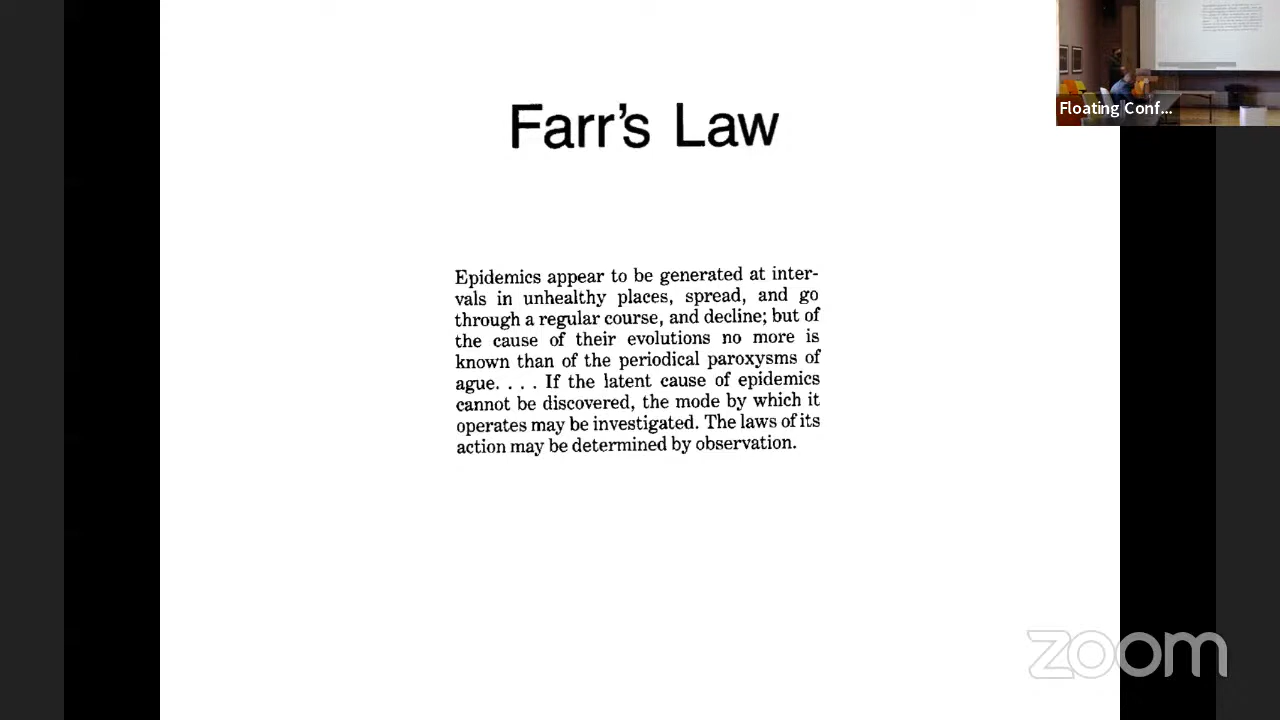 Farr's Law
Floating Conf...
Epidemics appear to be generated at inter-
vals in unhealthy places, spread, and go
through a regular course, and decline; but of
the cause of their evolutions no more is
known than of the periodical paroxysms of
ague. . . . If the latent cause of epidemics
cannot be discovered, the mode by which it
operates may be investigated. The laws of its
action may be determined by observation.
zoom